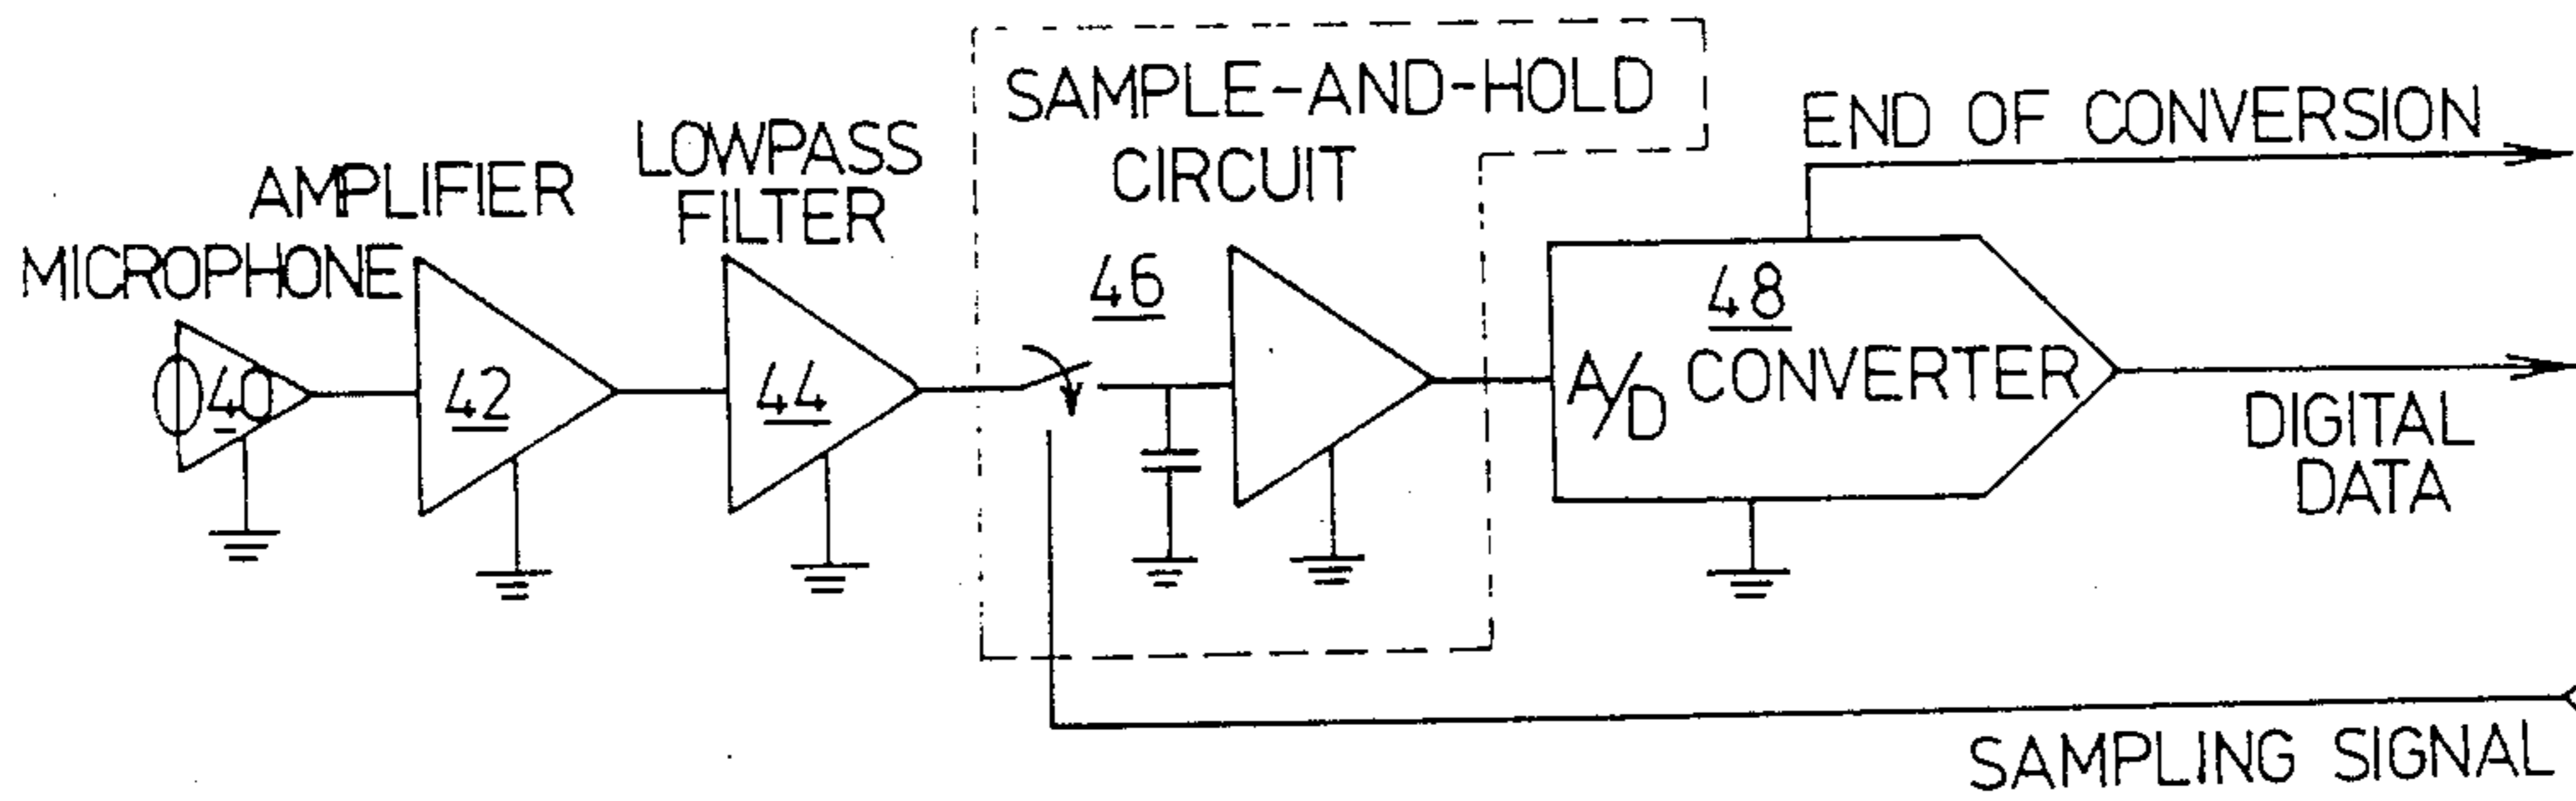 SAMPLE-AND-HOLD
CIRCUIT
END OF CONVERSION
LOWPASS
FILTER
AMPLIFIER
MICROPHONE
40
42
44
46
48
A/D CONVERTER
DIGITAL
DATA
SAMPLING SIGNAL